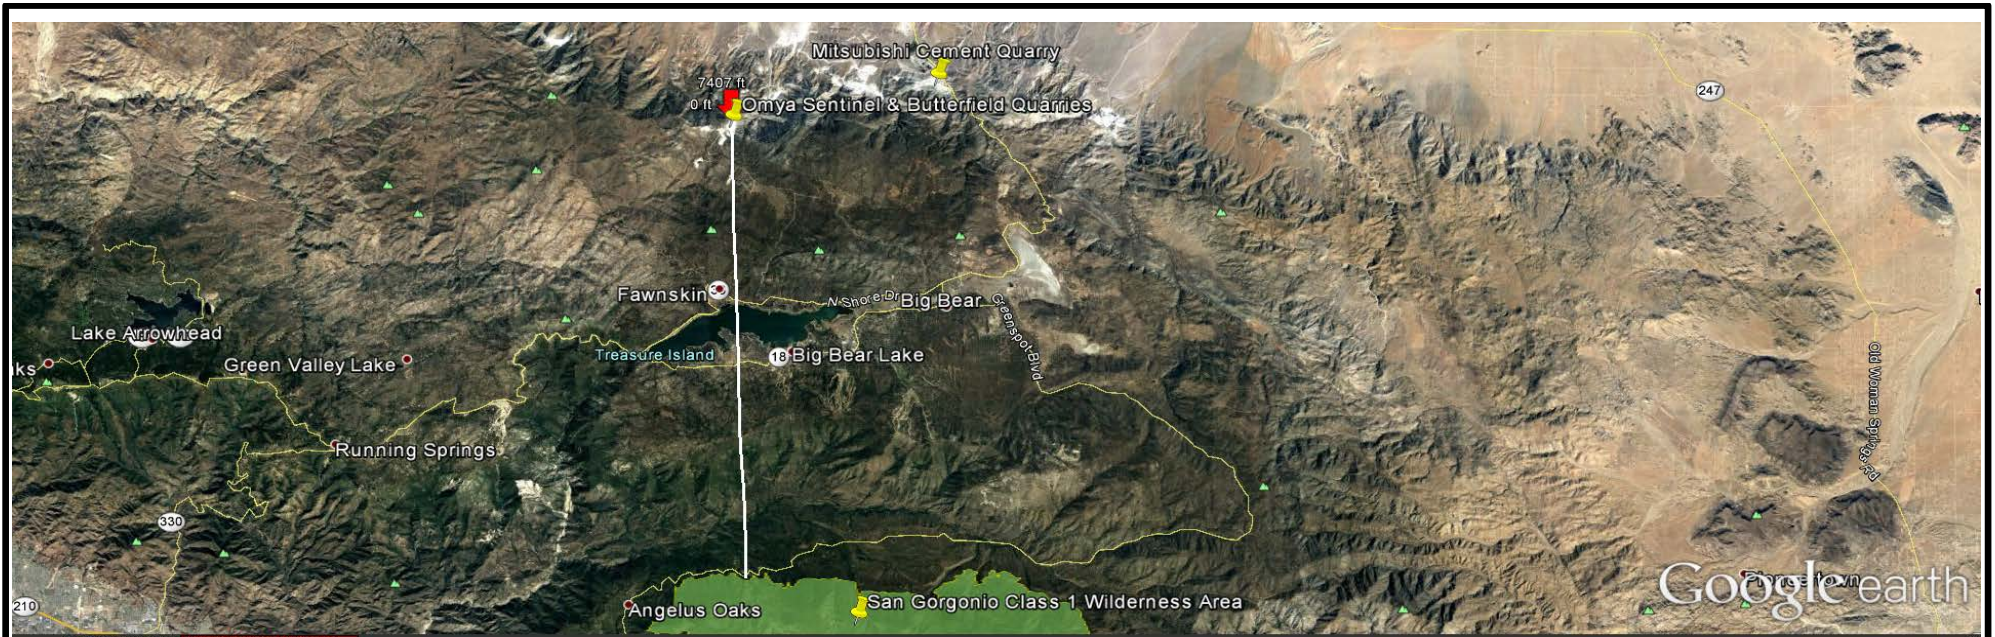 Mitsubishi Cement Quarry
7407 ft
0 ft
Omya Sentinel & Butterfield Quarries
247
Fawnskin
N Shore Dr
Big Bear
Greenspot Blvd
Lake Arrowhead
Treasure Island
18
Big Bear Lake
Green Valley Lake
ks
Old Woman Springs Rd
Running Springs
330
210
Angelus Oaks
San Gorgonio Class 1 Wilderness Area
Pioneertown
Google earth